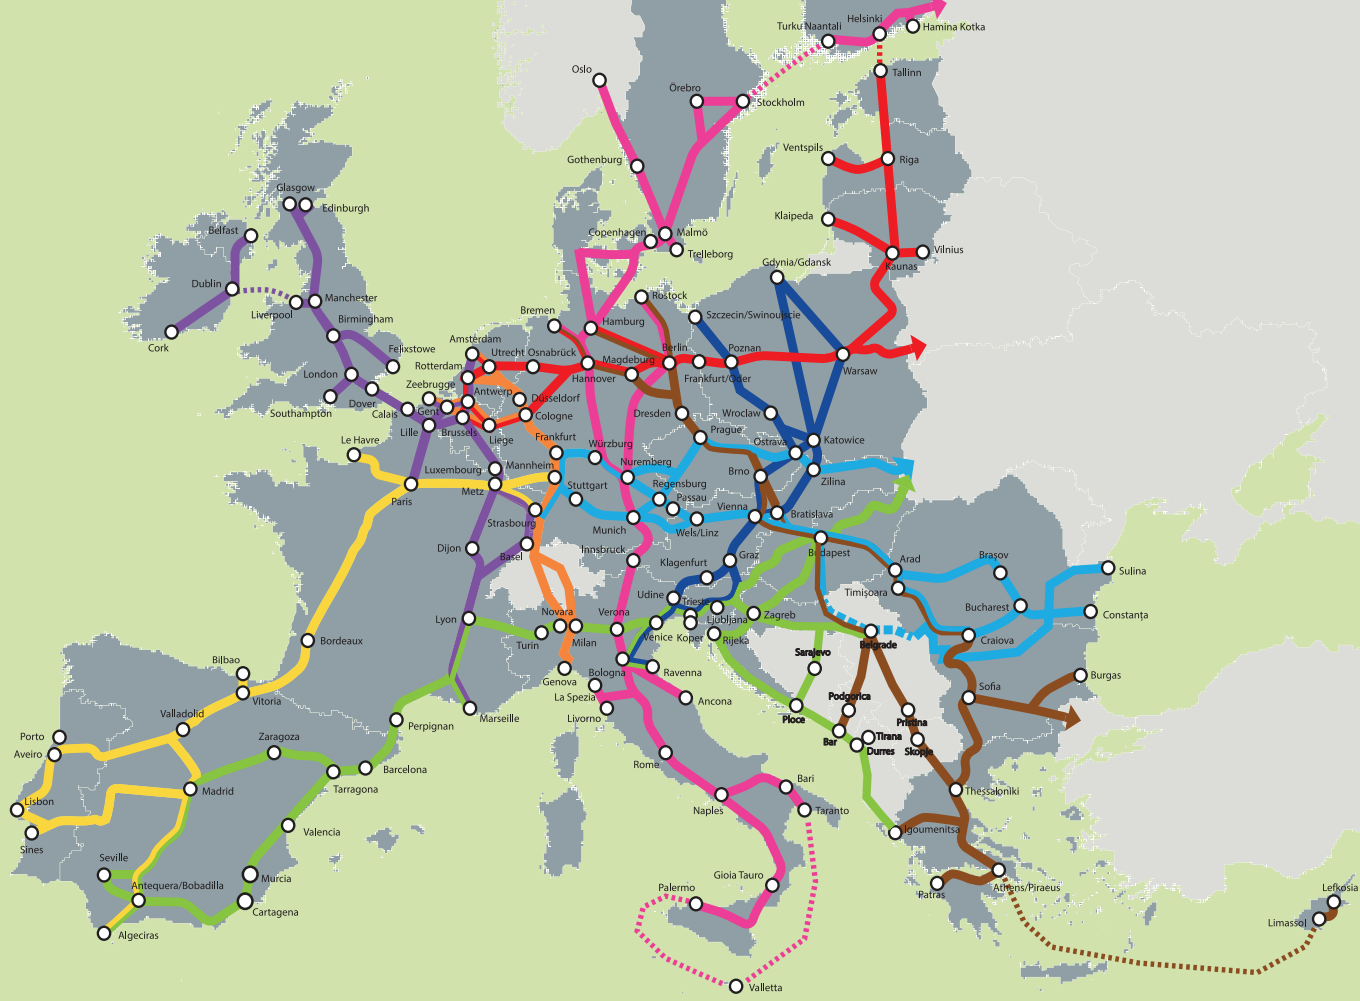 Helsinki
Turku Naantali
Hamina Kotka
Oslo
Tallinn
Örebro
Stockholm
Ventspils
Riga
Gothenburg
Glasgow
Edinburgh
Klaipeda
Belfast
Copenhagen
Malmö
Trelleborg
Vilnius
Kaunas
Gdynia/Gdansk
Dublin
Liverpool
Manchester
Rostock
Bremen
Hamburg
Szczecin/Swinoujscie
Birmingham
Cork
Felixstowe
Amsterdam
Utrecht
Osnabrück
Magdeburg
Berlin
Poznan
Rotterdam
Hannover
Frankfurt/Oder
Warsaw
London
Zeebrugge
Antwerp
Düsseldorf
Southampton
Dover
Calais
Gent
Cologne
Dresden
Wroclaw
Lille
Brussels
Liege
Prague
Ostrava
Katowice
Le Havre
Frankfurt
Würzburg
Luxembourg
Mannheim
Nuremberg
Brno
Zilina
Metz
Stuttgart
Regensburg
Paris
Passau
Strasbourg
Vienna
Bratislava
Munich
Wels/Linz
Dijon
Basel
Innsbruck
Graz
Budapest
Arad
Braşov
Sulina
Klagenfurt
Timişoara
Udine
Trieste
Bucharest
Constanţa
Lyon
Novara
Verona
Venice
Koper
Ljubljana
Zagreb
Turin
Milan
Rijeka
Belgrade
Craiova
Bordeaux
Sarajevo
Bilbao
Genova
Bologna
Ravenna
Sofia
Burgas
Vitoria
La Spezia
Ancona
Podgorica
Livorno
Marseille
Perpignan
Ploce
Pristina
Valladolid
Porto
Zaragoza
Aveiro
Bar
Tirana
Durres
Skopje
Rome
Barcelona
Tarragona
Bari
Madrid
Thessaloniki
Lisbon
Naples
Taranto
Sines
Valencia
Igoumenitsa
Seville
Antequera/Bobadilla
Murcia
Gioia Tauro
Palermo
Athens/Piraeus
Patras
Lefkosia
Cartagena
Limassol
Algeciras
Valletta